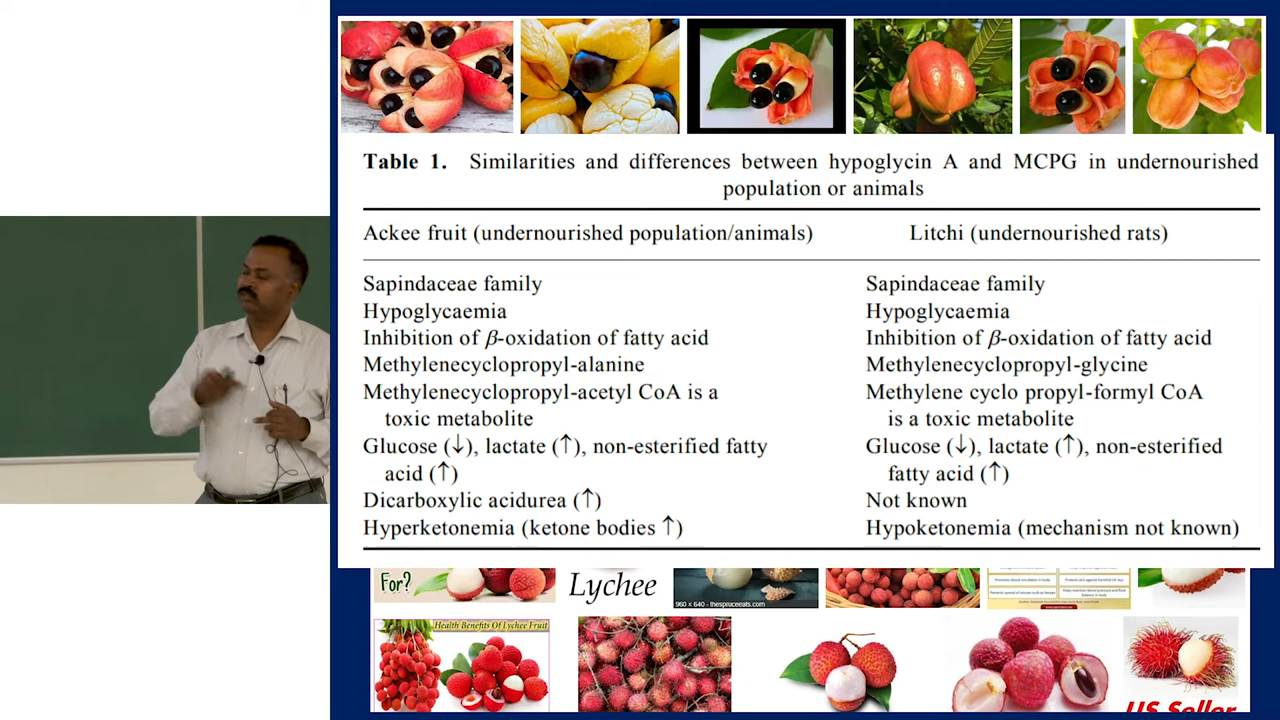 Table 1. Similarities and differences between hypoglycin A and MCPG in undernourished
population or animals
Ackee fruit (undernourished population/animals)
Litchi (undernourished rats)
Sapindaceae family
Sapindaceae family
Hypoglycaemia
Hypoglycaemia
Inhibition of β-oxidation of fatty acid
Inhibition of β-oxidation of fatty acid
Methylenecyclopropyl-alanine
Methylenecyclopropyl-glycine
Methylenecyclopropyl-acetyl CoA is a
toxic metabolite
Methylene cyclo propyl-formyl CoA
is a toxic metabolite
Glucose (↓), lactate (↑), non-esterified fatty
acid (↑)
Glucose (↓), lactate (↑), non-esterified
fatty acid (↑)
Dicarboxylic acidurea (↑)
Not known
Hyperketonemia (ketone bodies ↑)
Hypoketonemia (mechanism not known)
For?
Lychee
960 x 640 - thespruceeats.com
Health Benefits Of Lychee Fruit
US Seller